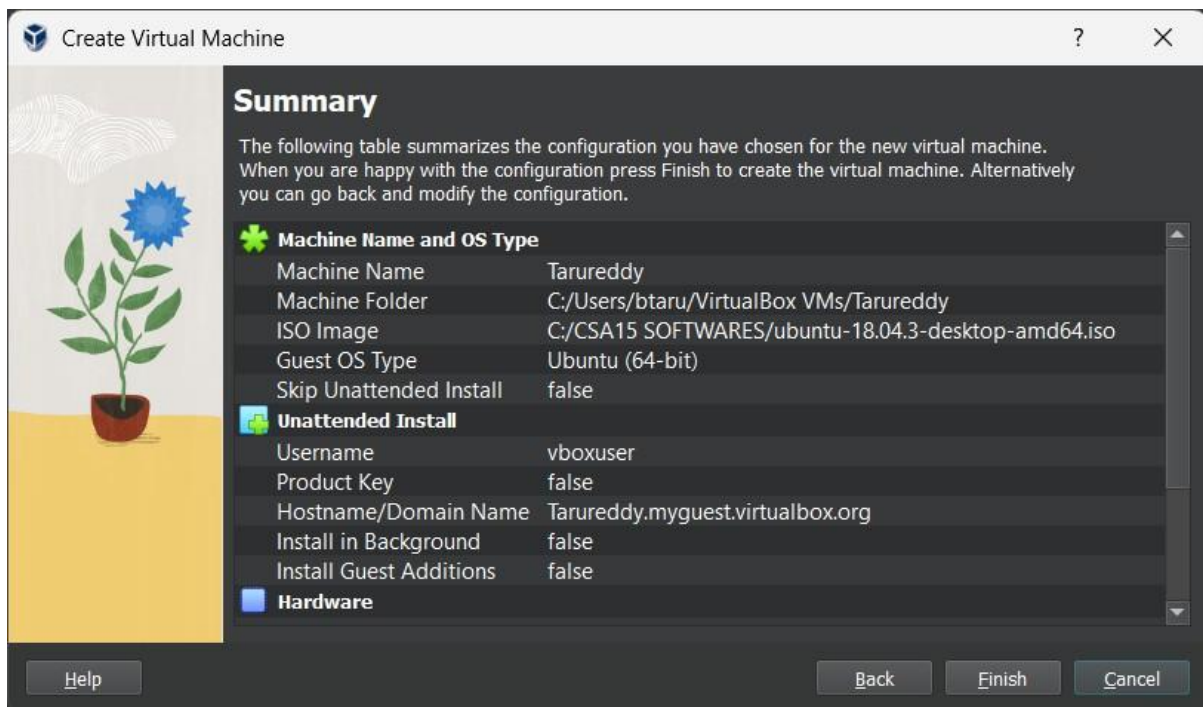 Create Virtual Machine ?
Summary
The following table summarizes the configuration you have chosen for the new virtual machine.
When you are happy with the configuration press Finish to create the virtual machine. Alternatively
you can go back and modify the configuration.
Machine Name and OS Type
Machine Name Tarureddy
Machine Folder C:/Users/btaru/VirtualBox VMs/Tarureddy
ISO Image C:/CSA15 SOFTWARES/ubuntu-18.04.3-desktop-amd64.iso
Guest OS Type Ubuntu (64-bit)
Skip Unattended Install false
Unattended Install
Username vboxuser
Product Key false
Hostname/Domain Name Tarureddy.myguest.virtualbox.org
Install in Background false
Install Guest Additions false
Hardware
Help Back Finish Cancel